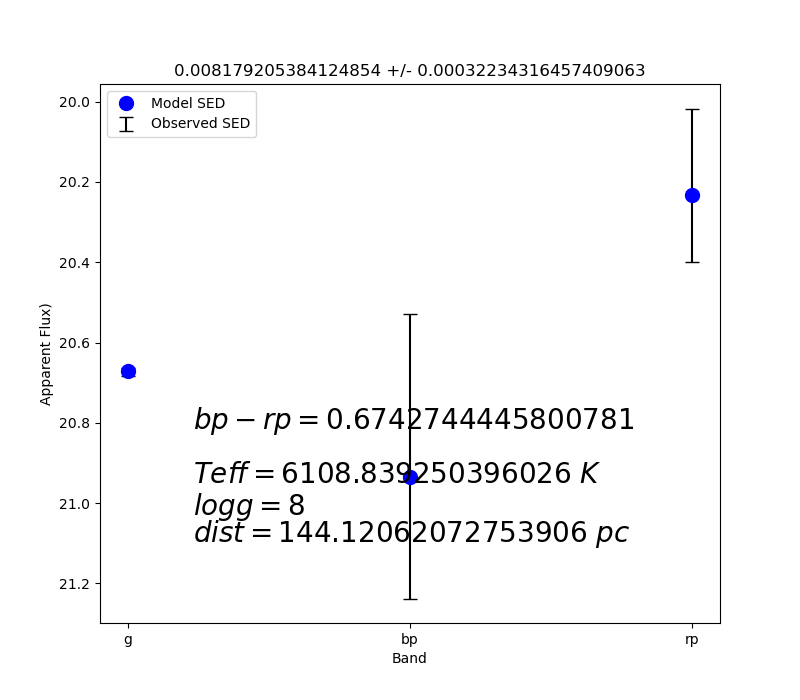 0.008179205384124854 +/- 0.00032234316457409063
Model SED
Observed SED
20.0
20.2
20.4
20.6
20.8
21.0
21.2
Apparent Flux)
bp − rp = 0.6742744445800781
Teff = 6108.839250396026 K
logg = 8
dist = 144.12062072753906 pc
g bp rp
Band